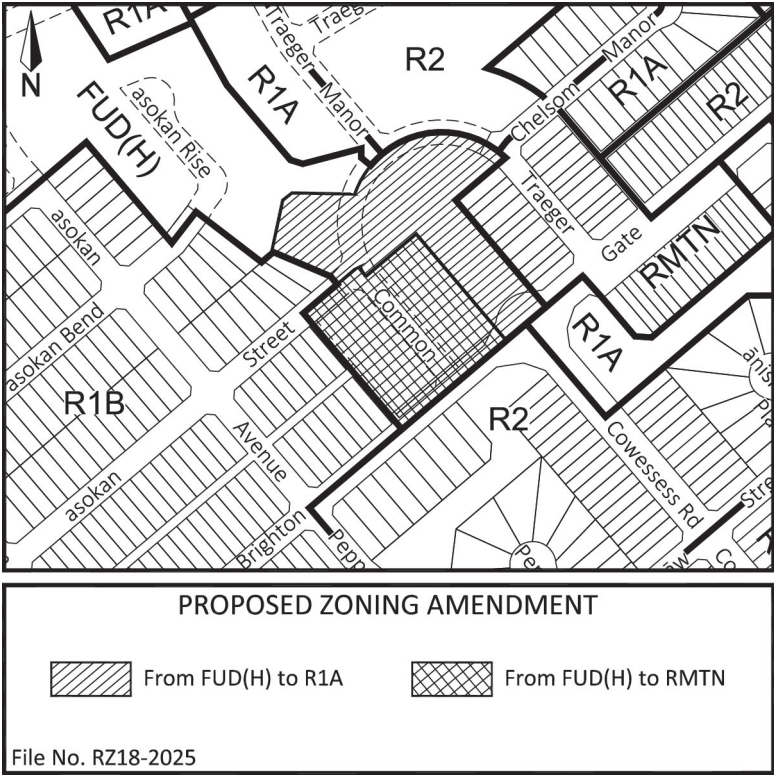 R1A
Traeger
R2
Traeger
Manor
R1A
N
Manor
R1A
Chelsom
R2
FUD(H)
asokan Rise
asokan
Traeger
Gate
RMTN
Common
Street
R1A
asokan Bend
R1B
R2
Avenue
Cowessess Rd
asokan
Brighton
PROPOSED ZONING AMENDMENT
From FUD(H) to R1A
From FUD(H) to RMTN
File No. RZ18-2025